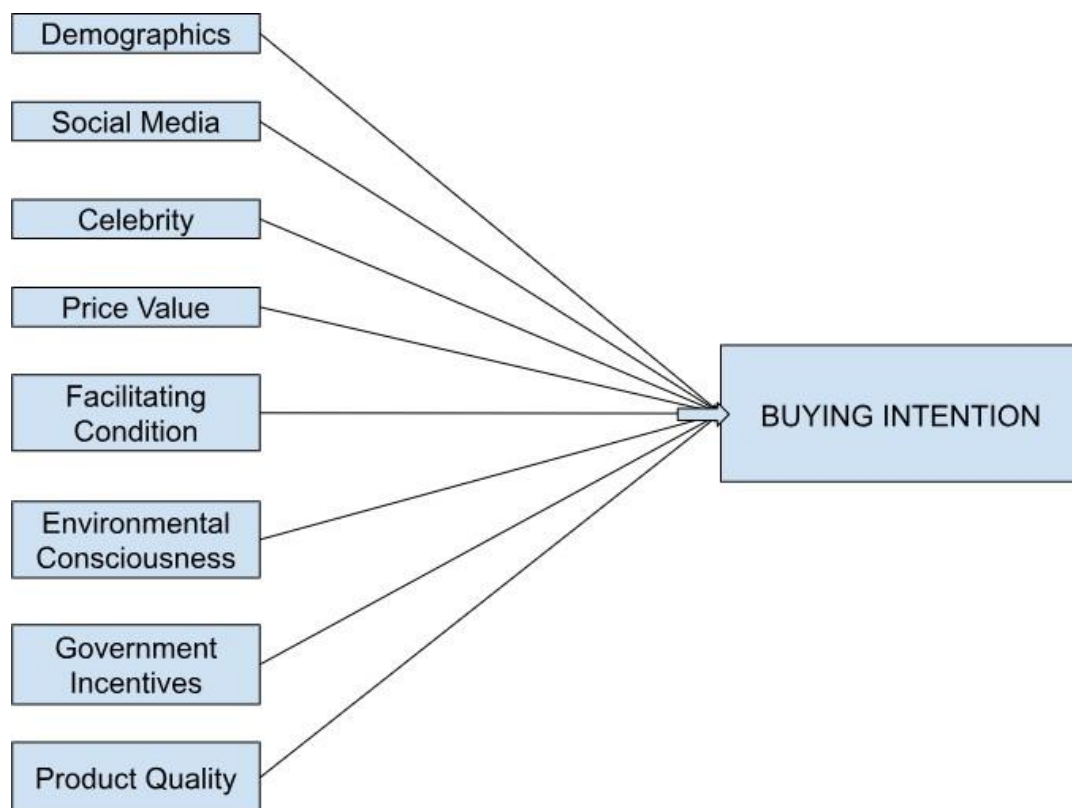 Demographics
Social Media
Celebrity
Price Value
Facilitating
Condition
BUYING INTENTION
Environmental
Consciousness
Government
Incentives
Product Quality